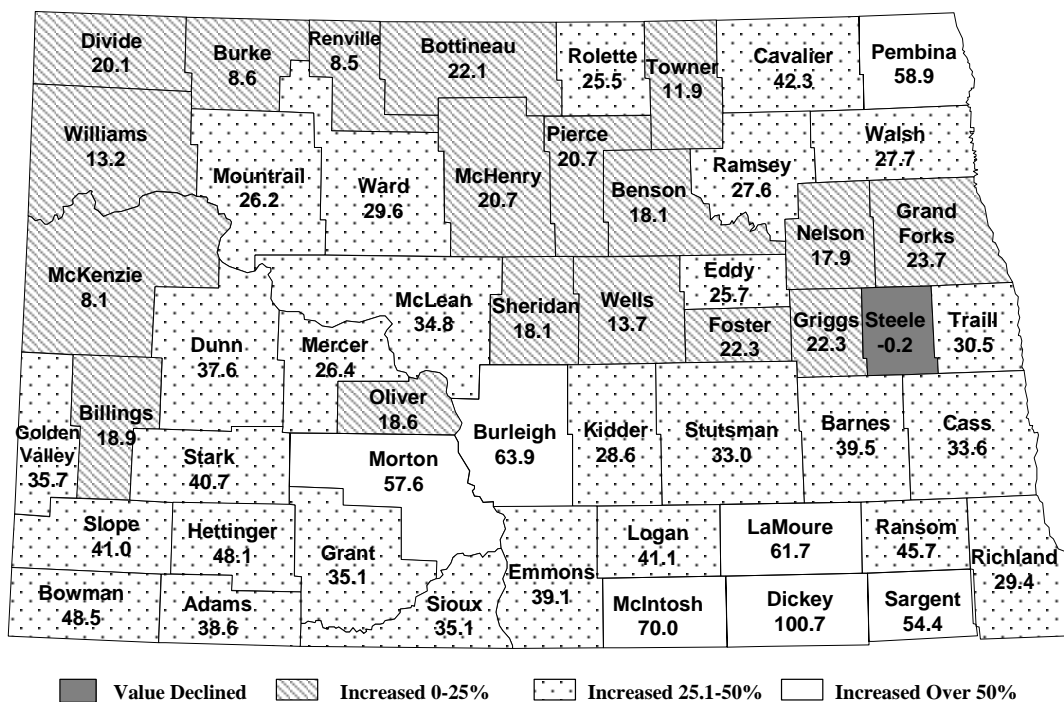 Divide
20.1
Burke
8.6
Renville
8.5
Bottineau
22.1
Rolette
25.5
Towner
11.9
Cavalier
42.3
Pembina
58.9
Williams
13.2
Mountrail
26.2
Ward
29.6
McHenry
20.7
Pierce
20.7
Benson
18.1
Ramsey
27.6
Walsh
27.7
Nelson
17.9
Grand
Forks
23.7
McKenzie
8.1
Dunn
37.6
McLean
34.8
Mercer
26.4
Oliver
18.6
Sheridan
18.1
Wells
13.7
Eddy
25.7
Foster
22.3
Griggs
22.3
Steele
-0.2
Traill
30.5
Golden
Valley
35.7
Billings
18.9
Stark
40.7
Morton
57.6
Burleigh
63.9
Kidder
28.6
Stutsman
33.0
Barnes
39.5
Cass
33.6
Slope
41.0
Hettinger
48.1
Grant
35.1
Emmons
39.1
Logan
41.1
LaMoure
61.7
Ransom
45.7
Richland
29.4
Bowman
48.5
Adams
38.6
Sioux
35.1
McIntosh
70.0
Dickey
100.7
Sargent
54.4
Value Declined
Increased 0-25%
Increased 25.1-50%
Increased Over 50%